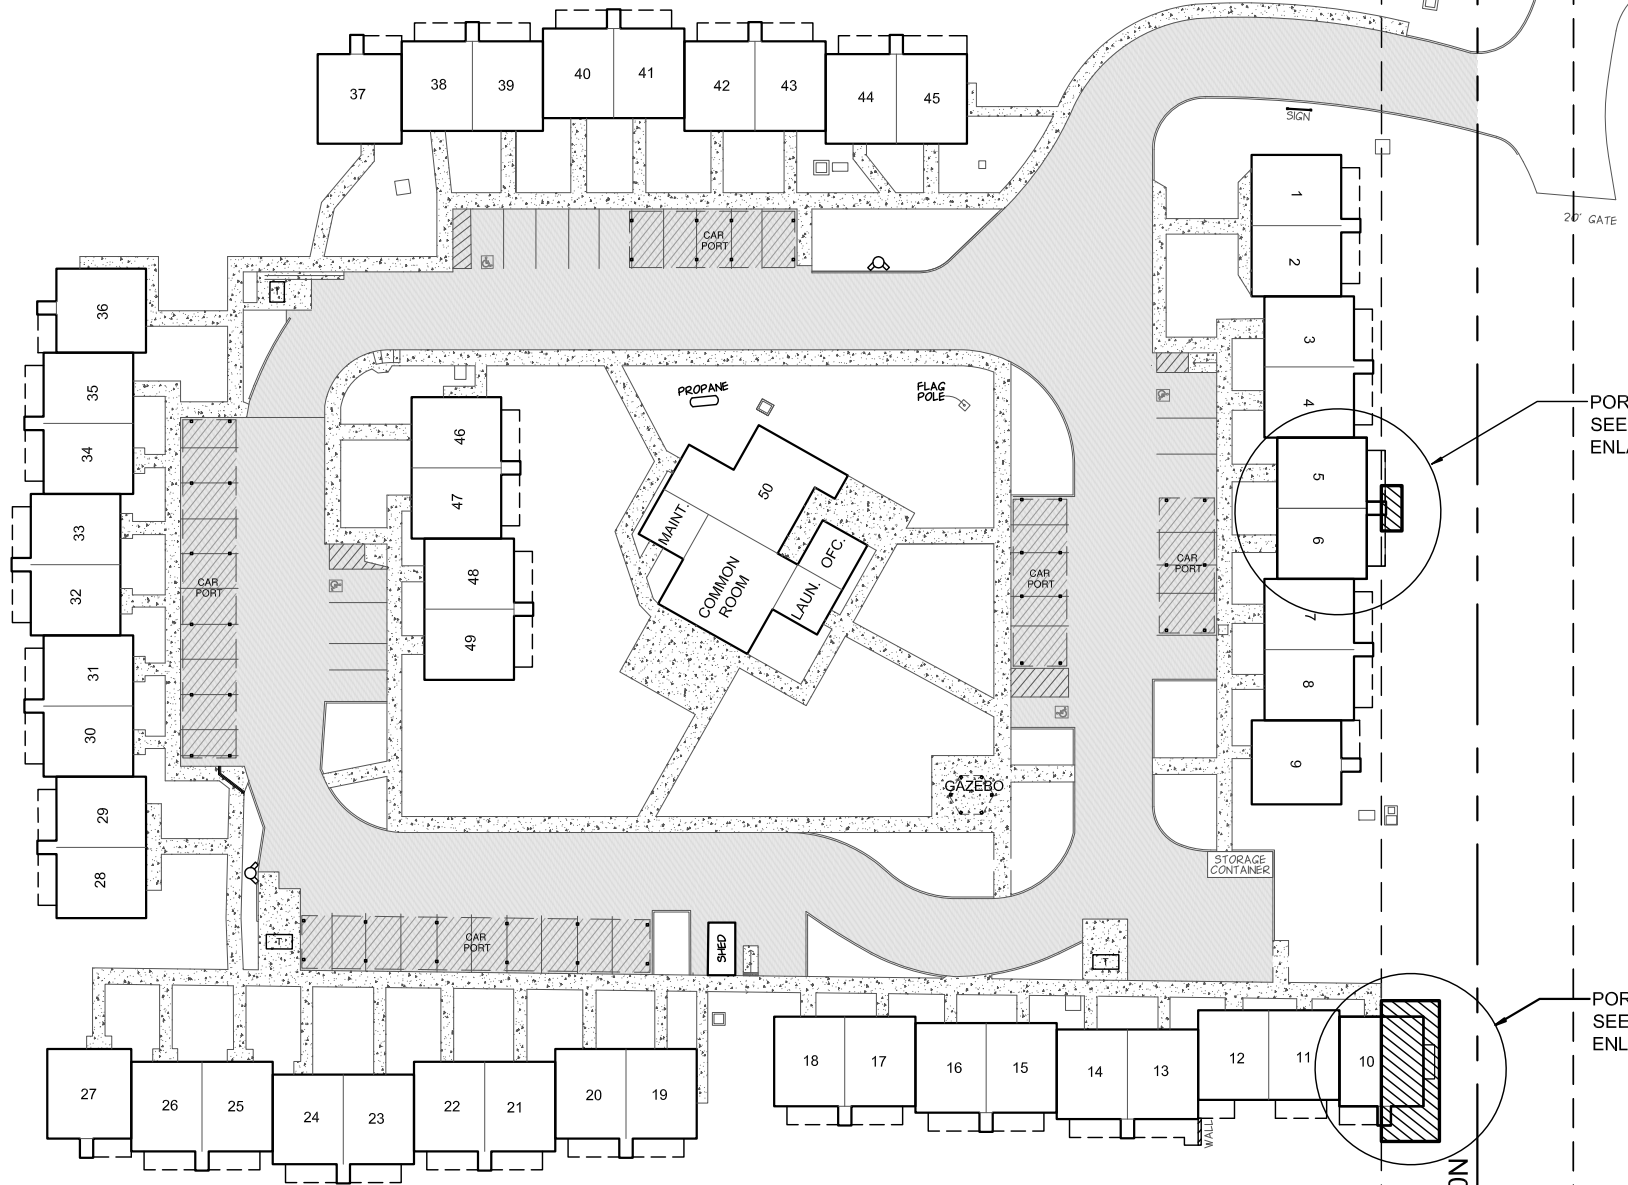 37
38
39
40
41
42
43
44
45
SIGN
20' GATE
1
2
3
4
5
6
7
8
9
CAR
PORT
T
36
35
34
33
32
31
30
29
28
CAR
PORT
46
47
48
49
PROPANE
FLAG
POLE
50
MAINT.
COMMON
ROOM
OFC.
LAUN.
CAR
PORT
CAR
PORT
POR
SEE
ENLA
GAZEBO
STORAGE
CONTAINER
CAR
PORT
SHED
T
T
POR
SEE
ENL
27
26
25
24
23
22
21
20
19
18
17
16
15
14
13
12
11
10
WALL
ON